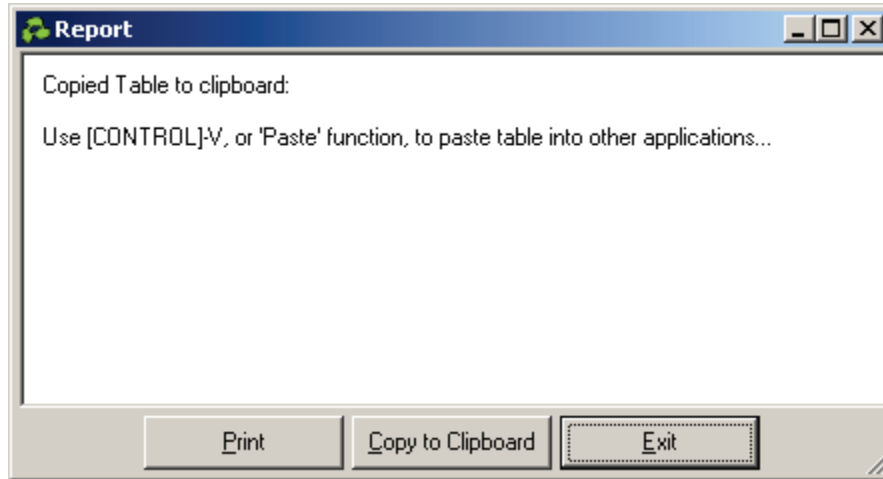 Report
Copied Table to clipboard:
Use [CONTROL]-V, or 'Paste' function, to paste table into other applications...
Print Copy to Clipboard Exit